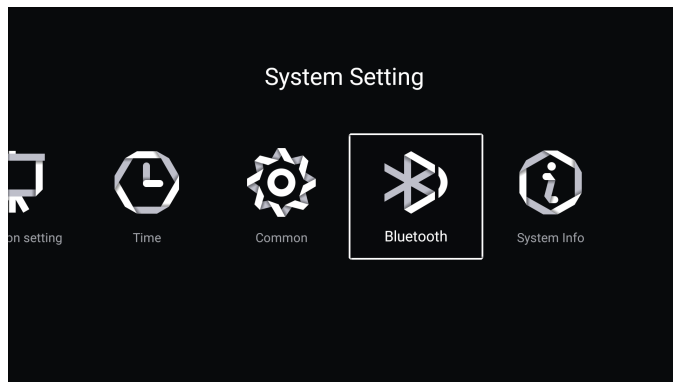 System Setting
on setting
Time
Common
Bluetooth
System Info